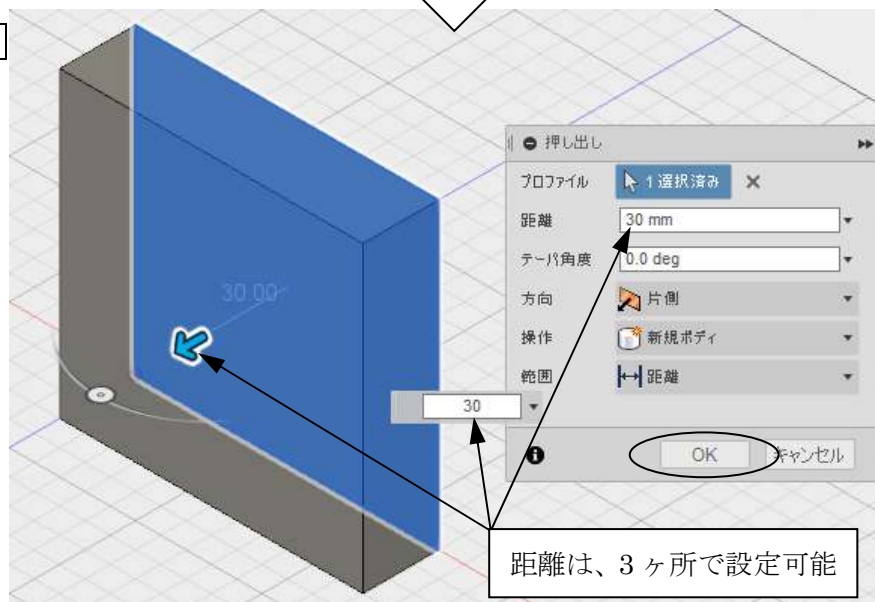 押し出し
プロファイル 1 選択済み
距離 30 mm
テーパ角度 0.0 deg
方向 片側
操作 新規ボディ
範囲 距離
30.00
30
OK キャンセル
距離は、3 ヶ所で設定可能